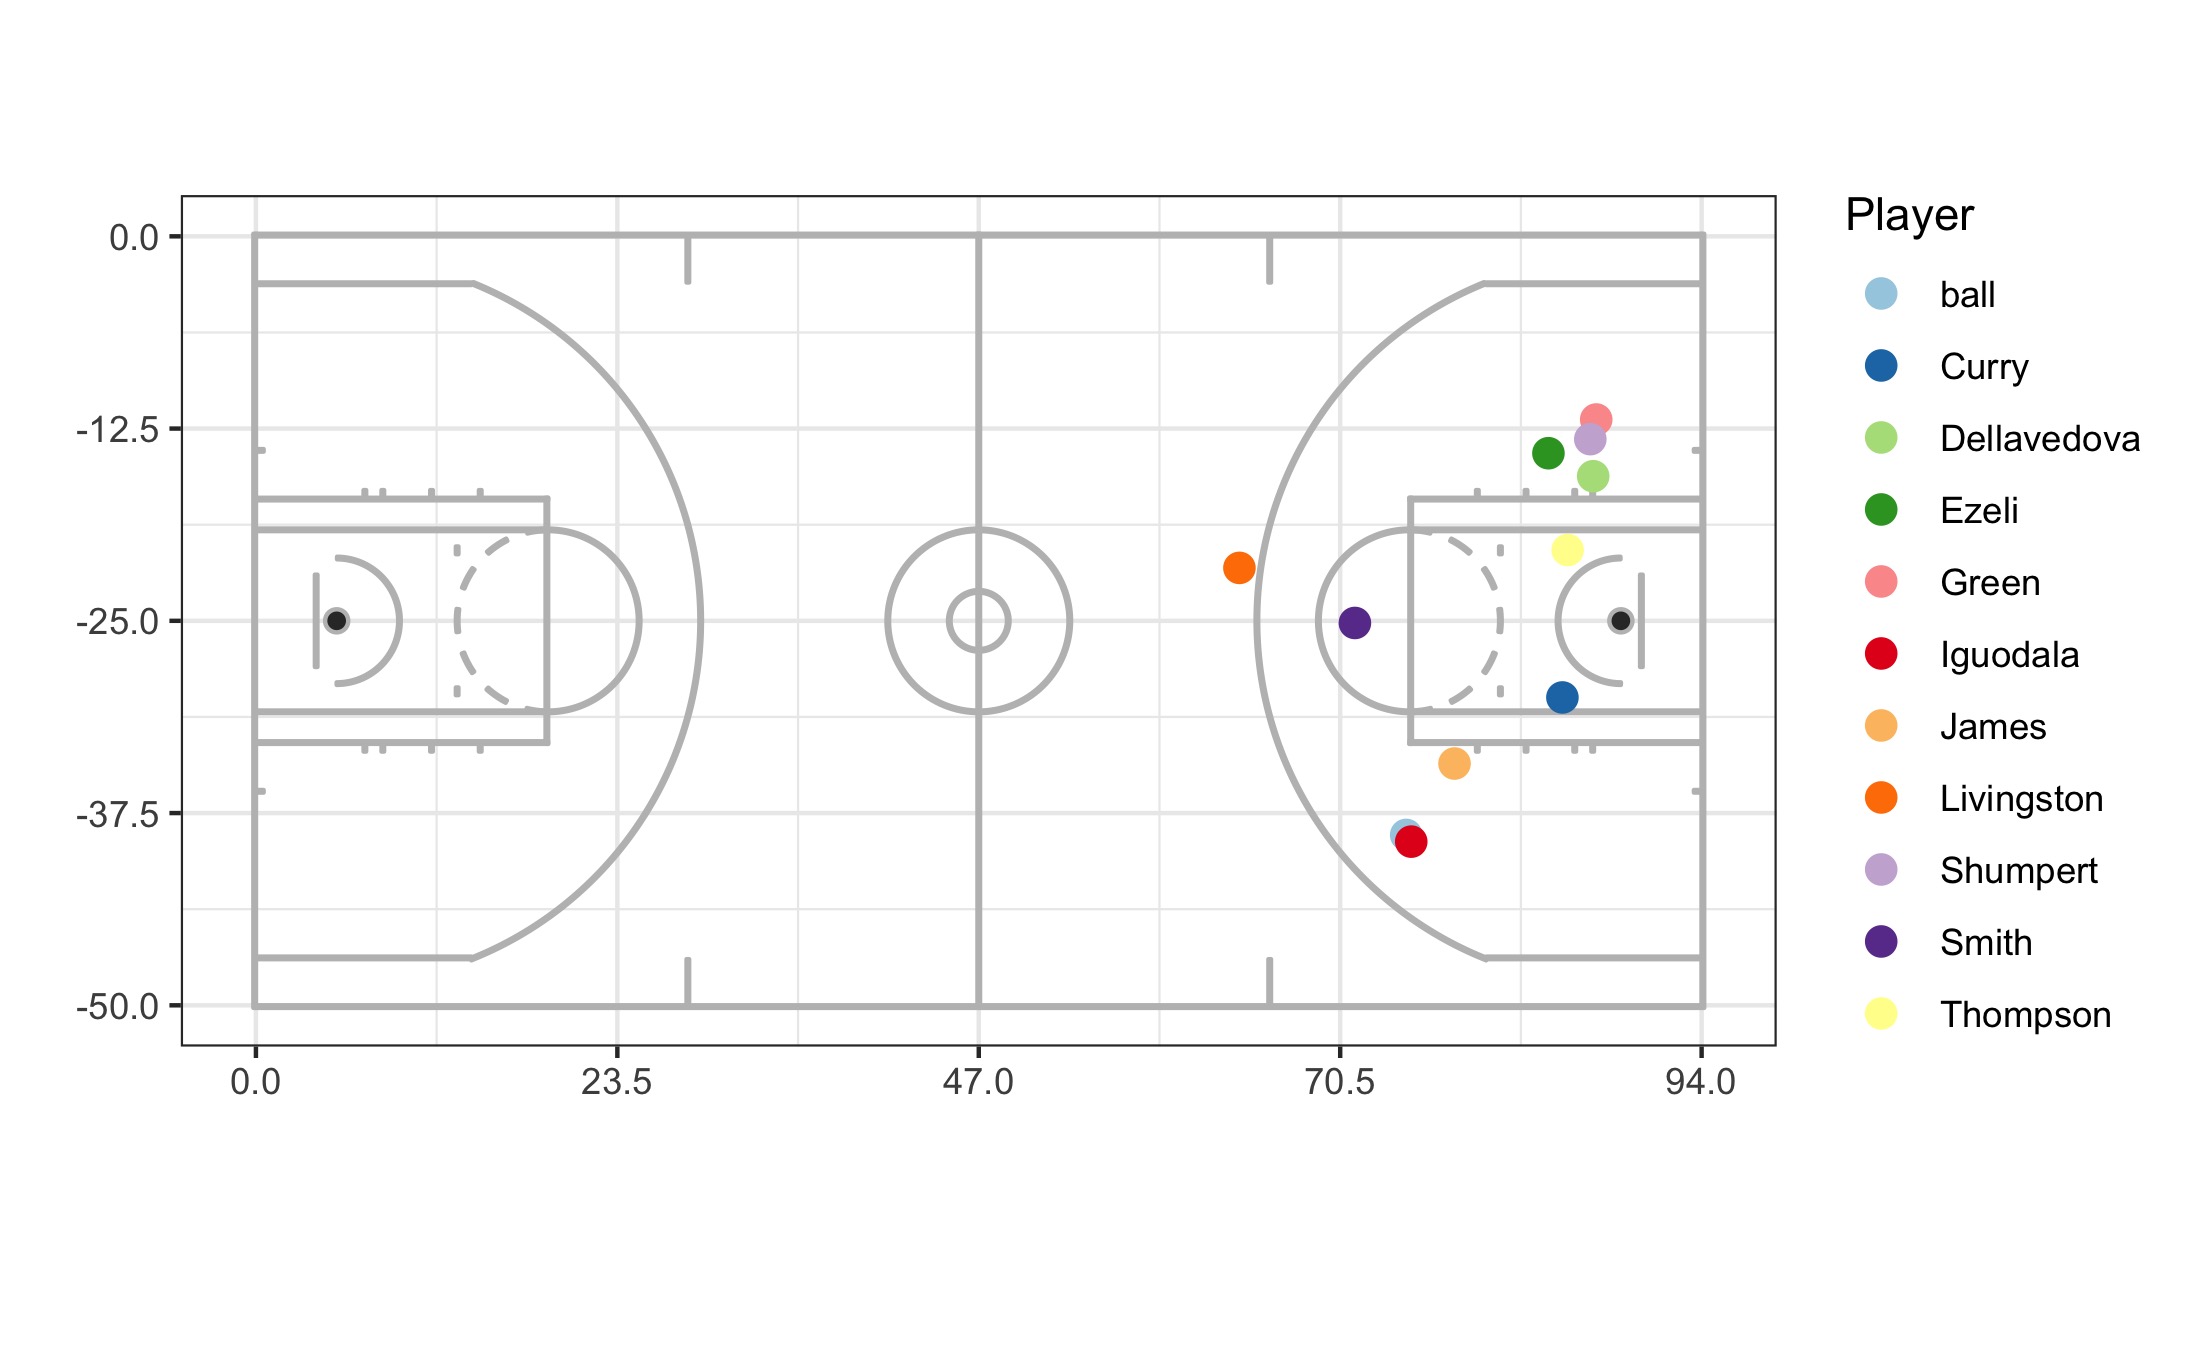 Player
0.0
-12.5
-25.0
-37.5
-50.0
0.0 23.5 47.0 70.5 94.0
ball
Curry
Dellavedova
Ezeli
Green
Iguodala
James
Livingston
Shumpert
Smith
Thompson